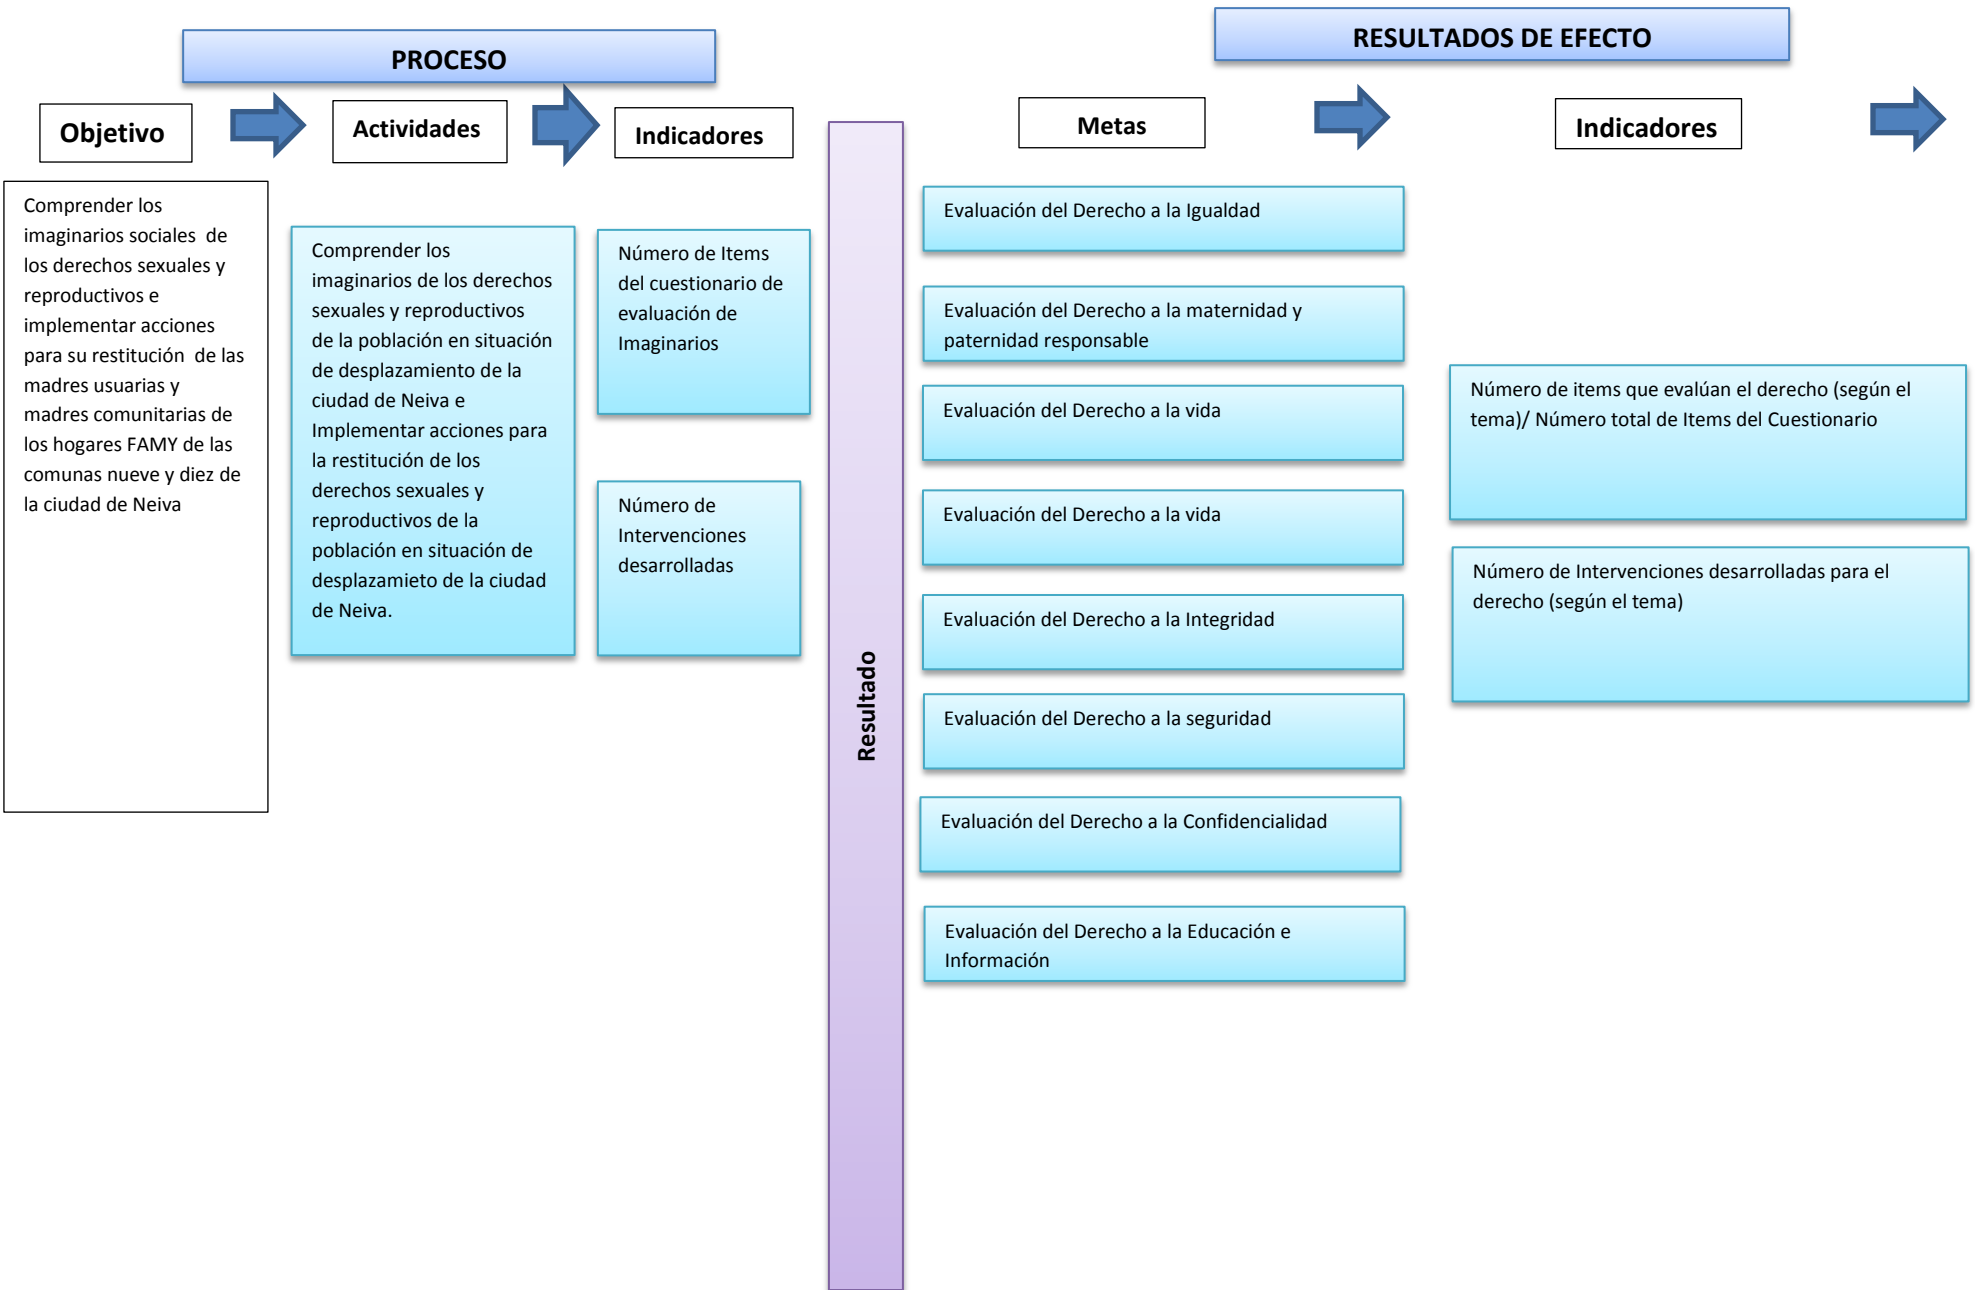 PROCESO
RESULTADOS DE EFECTO
Objetivo
Actividades
Indicadores
Metas
Indicadores
Comprender los
imaginarios sociales de
los derechos sexuales y
reproductivos e
implementar acciones
para su restitución de las
madres usuarias y
madres comunitarias de
los hogares FAMY de las
comunas nueve y diez de
la ciudad de Neiva
Comprender los
imaginarios de los derechos
sexuales y reproductivos
de la población en situación
de desplazamiento de la
ciudad de Neiva e
Implementar acciones para
la restitución de los
derechos sexuales y
reproductivos de la
población en situación de
desplazamieto de la ciudad
de Neiva.
Número de Items
del cuestionario de
evaluación de
Imaginarios
Número de
Intervenciones
desarrolladas
Resultado
Evaluación del Derecho a la Igualdad
Evaluación del Derecho a la maternidad y
paternidad responsable
Evaluación del Derecho a la vida
Evaluación del Derecho a la vida
Evaluación del Derecho a la Integridad
Evaluación del Derecho a la seguridad
Evaluación del Derecho a la Confidencialidad
Evaluación del Derecho a la Educación e
Información
Número de items que evalúan el derecho (según el
tema)/ Número total de Items del Cuestionario
Número de Intervenciones desarrolladas para el
derecho (según el tema)